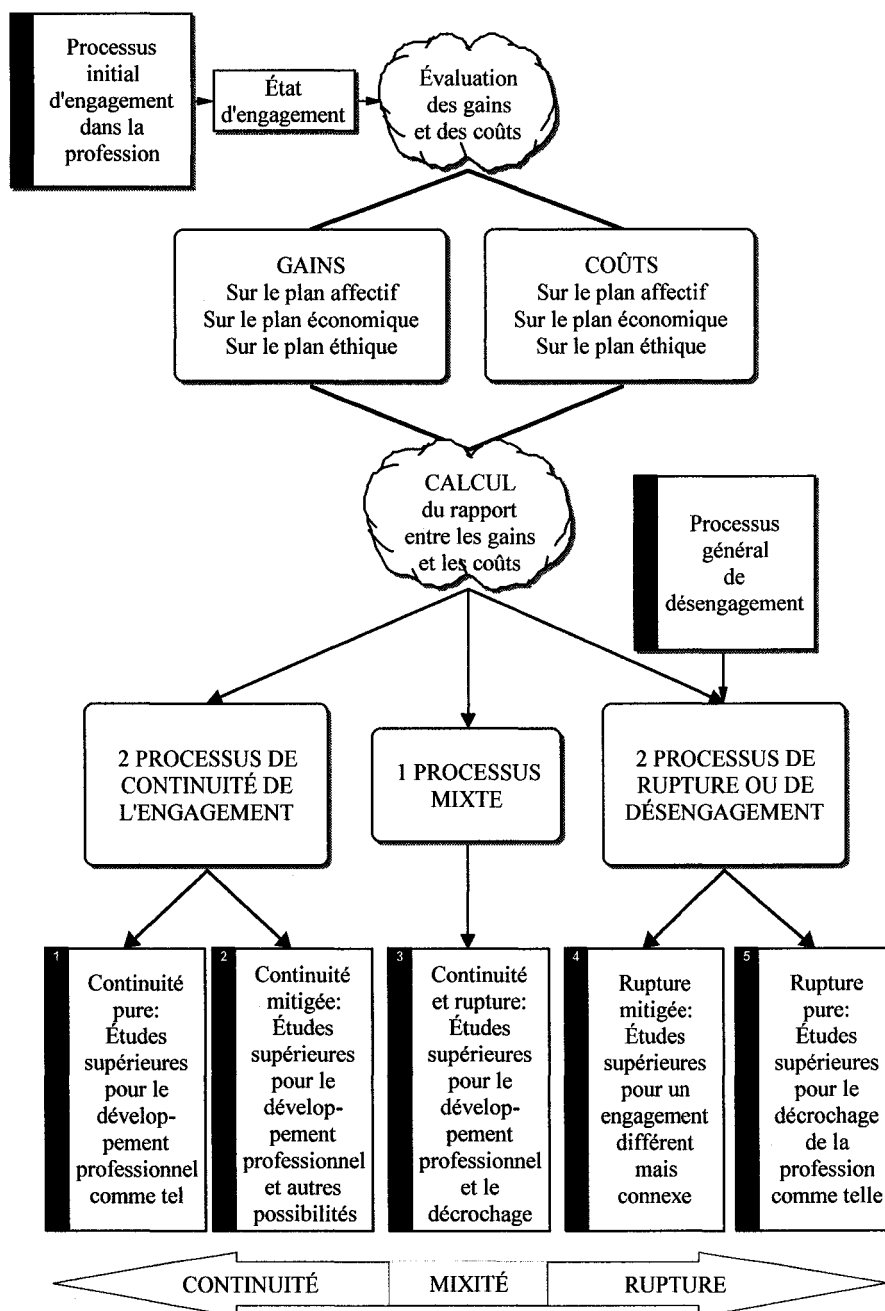 Processus
initial
d'engagement
dans la
profession
État
d'engagement
Évaluation
des gains
et des coûts
GAINS
Sur le plan affectif
Sur le plan économique
Sur le plan éthique
COÛTS
Sur le plan affectif
Sur le plan économique
Sur le plan éthique
CALCUL
du rapport
entre les gains
et les coûts
Processus
général
de
désengagement
2 PROCESSUS DE
CONTINUITÉ DE
L'ENGAGEMENT
1 PROCESSUS
MIXTE
2 PROCESSUS DE
RUPTURE OU DE
DÉSENGAGEMENT
1
Continuité
pure:
Études
supérieures
pour le
dévelop-
pement
professionnel
comme tel
2
Continuité
mitigée:
Études
supérieures
pour le
dévelop-
pement
professionnel
et autres
possibilités
3
Continuité
et rupture:
Études
supérieures
pour le
dévelop-
pement
professionnel
et le
décrochage
4
Rupture
mitigée:
Études
supérieures
pour un
engagement
différent
mais
connexe
5
Rupture
pure:
Études
supérieures
pour le
décrochage
de la
profession
comme telle
CONTINUITÉ
MIXITÉ
RUPTURE